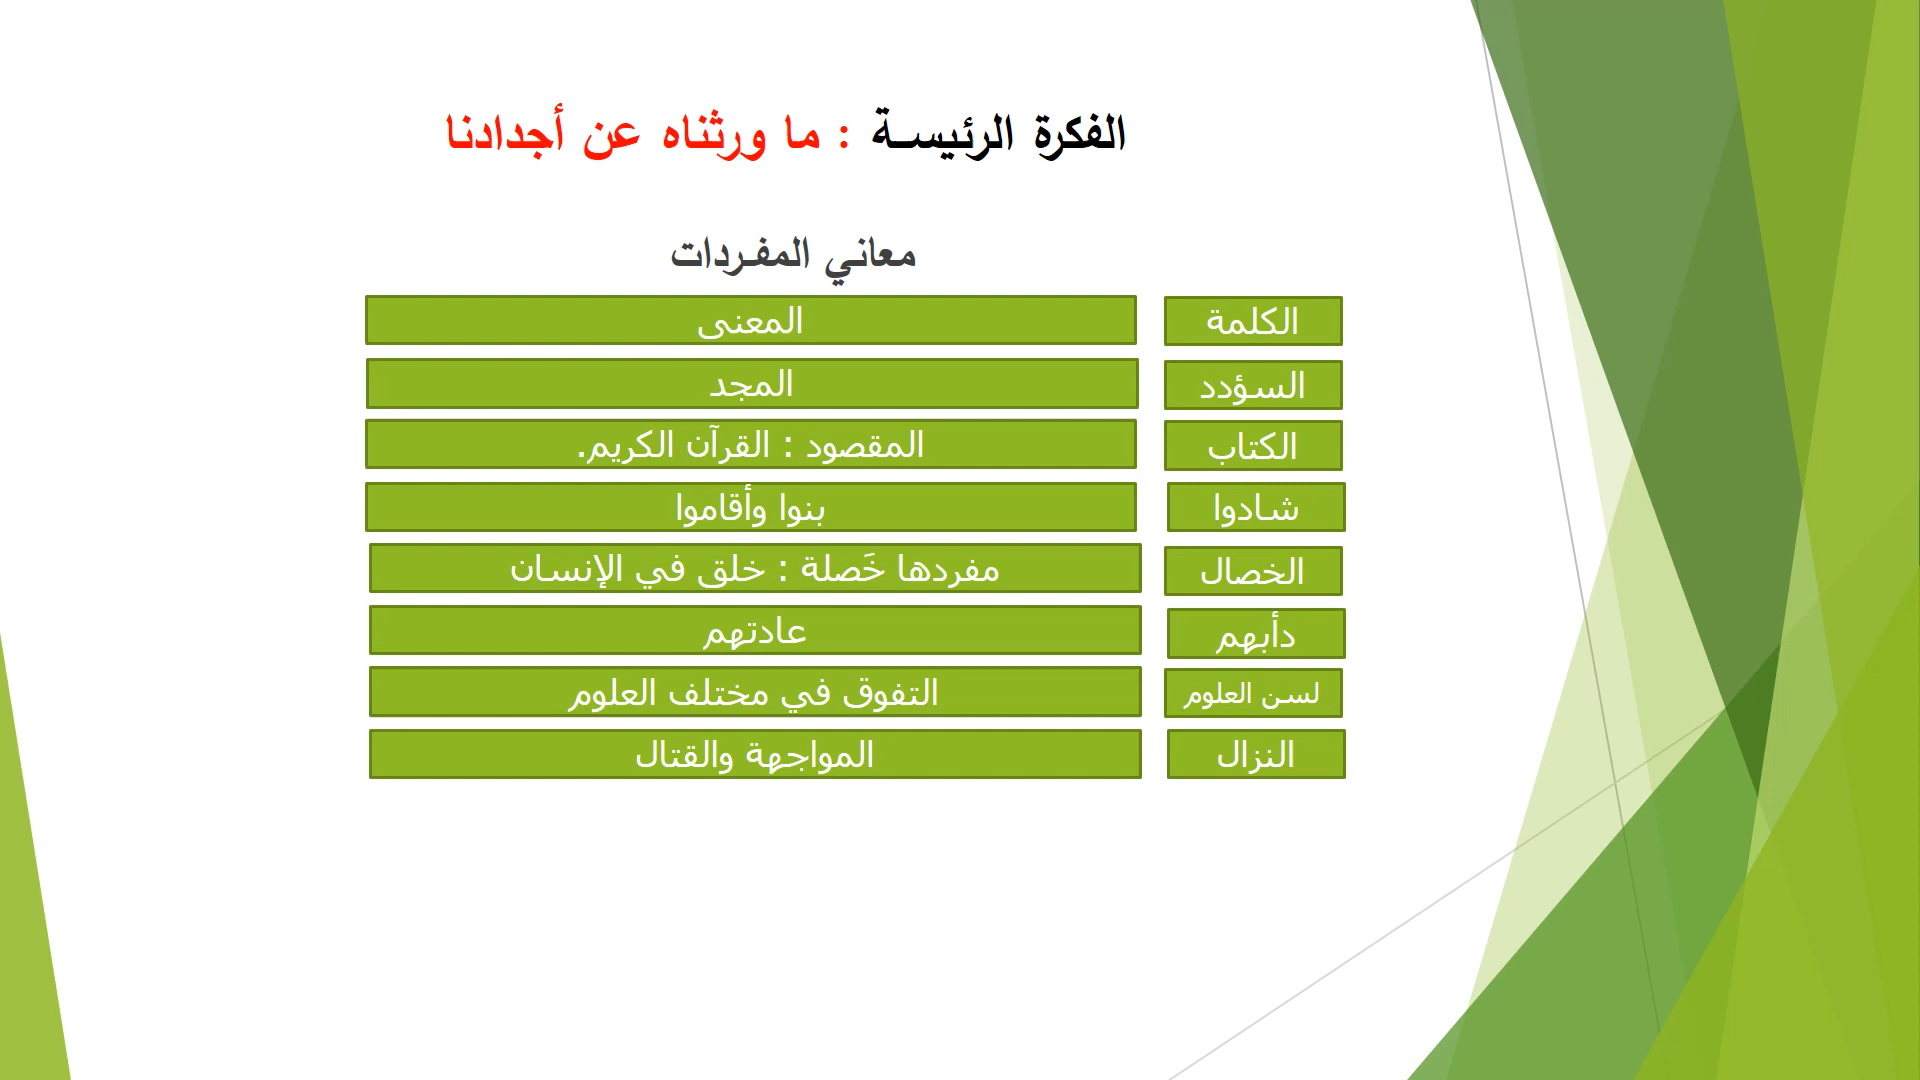 الفكرة الرئيسة : ما ورثناه عن أجدادنا
معاني المفردات
الكلمة المعنى
السؤدد المجد
الكتاب المقصود : القرآن الكريم.
شادوا بنوا وأقاموا
الخصال مفردها خَصلة : خلق في الإنسان
دأبهم عادتهم
لسن العلوم التفوق في مختلف العلوم
النزال المواجهة والقتال